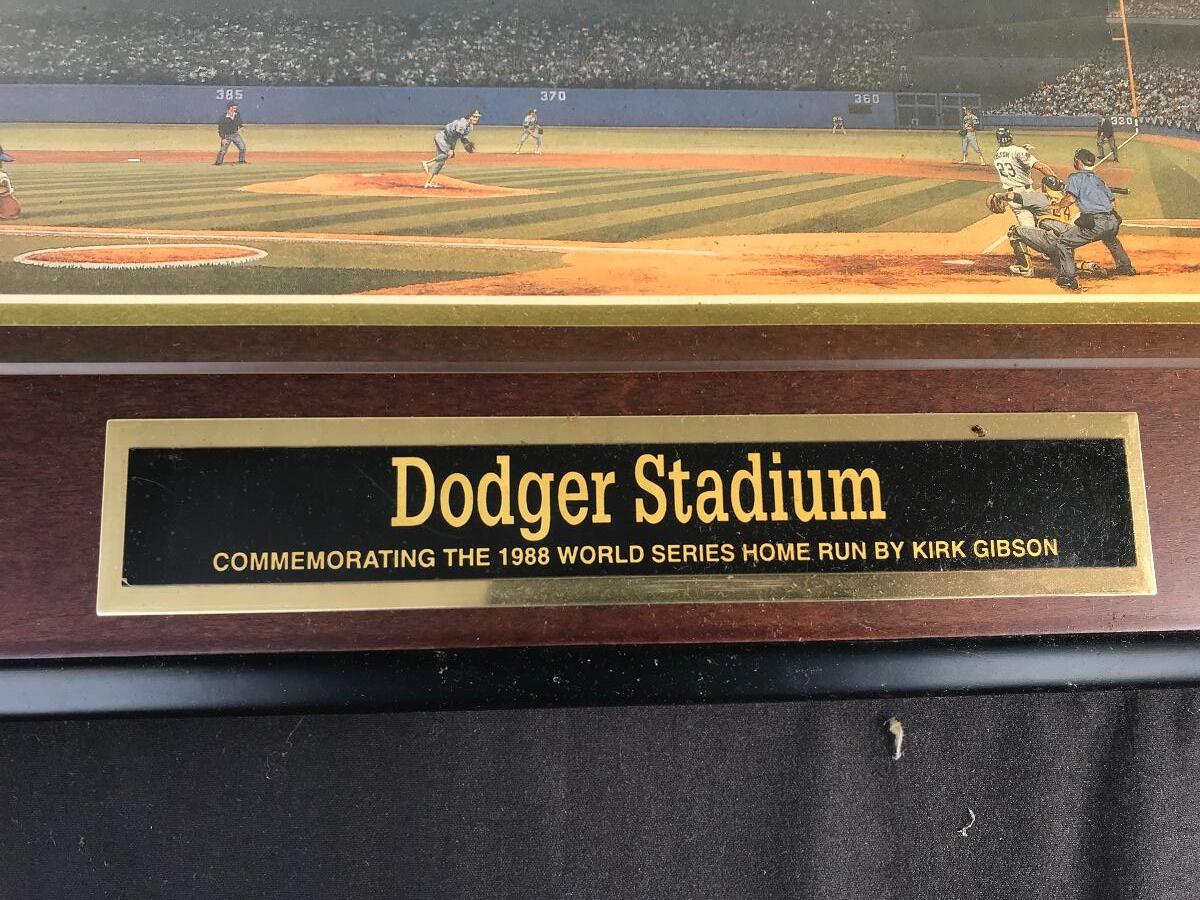 385
370
360
330
23
Dodger Stadium
COMMEMORATING THE 1988 WORLD SERIES HOME RUN BY KIRK GIBSON